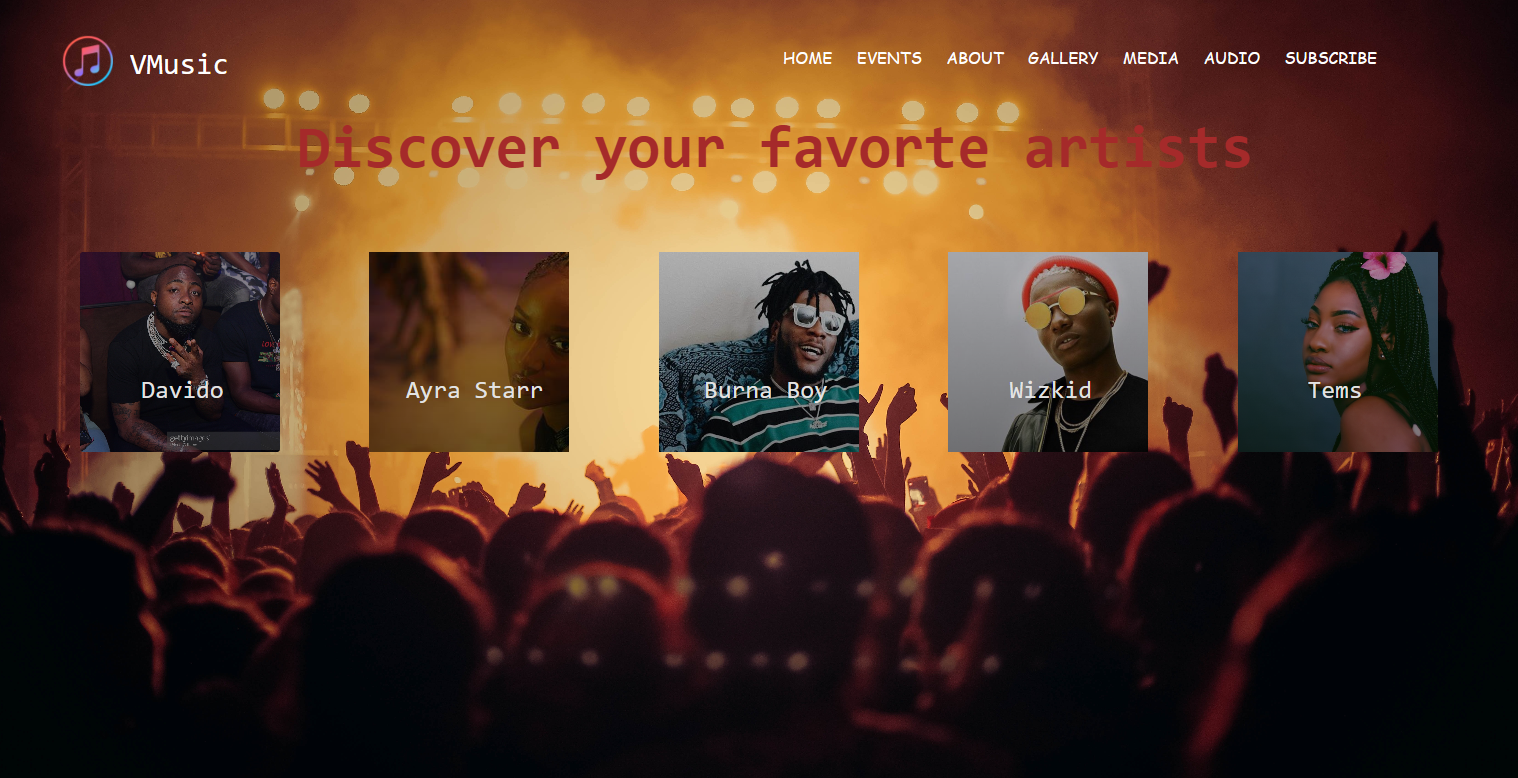 VMusic
HOME EVENTS ABOUT GALLERY MEDIA AUDIO SUBSCRIBE
Discover your favorte artists
Davido
Ayra Starr
Burna Boy
Wizkid
Tems
gettyimages